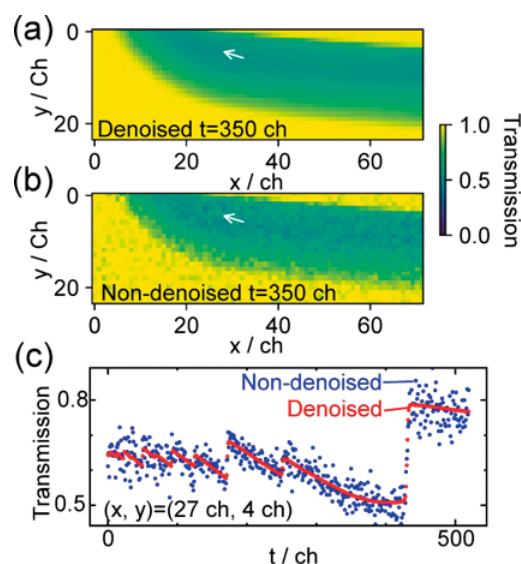 (a)
0
y / Ch
20
Denoised t=350 ch
0 20 40 60
x / ch
(b)
0
y / Ch
20
Non-denoised t=350 ch
0 20 40 60
x / ch
1.0
0.5
0.0
Transmission
(c)
Transmission
0.8
0.5
Non-denoised
Denoised
(x, y)=(27 ch, 4 ch)
0 500
t / ch